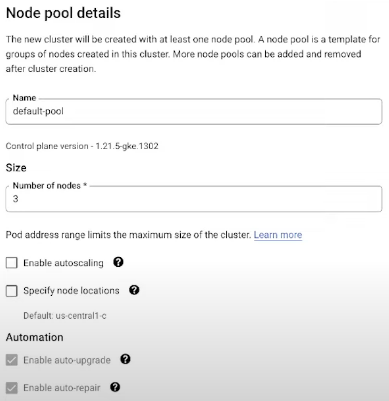 Node pool details
The new cluster will be created with at least one node pool. A node pool is a template for
groups of nodes created in this cluster. More node pools can be added and removed
after cluster creation.
Name
default-pool
Control plane version - 1.21.5-gke.1302
Size
Number of nodes *
3
Pod address range limits the maximum size of the cluster. Learn more
Enable autoscaling ?
Specify node locations ?
Default: us-central1-c
Automation
Enable auto-upgrade ?
Enable auto-repair ?